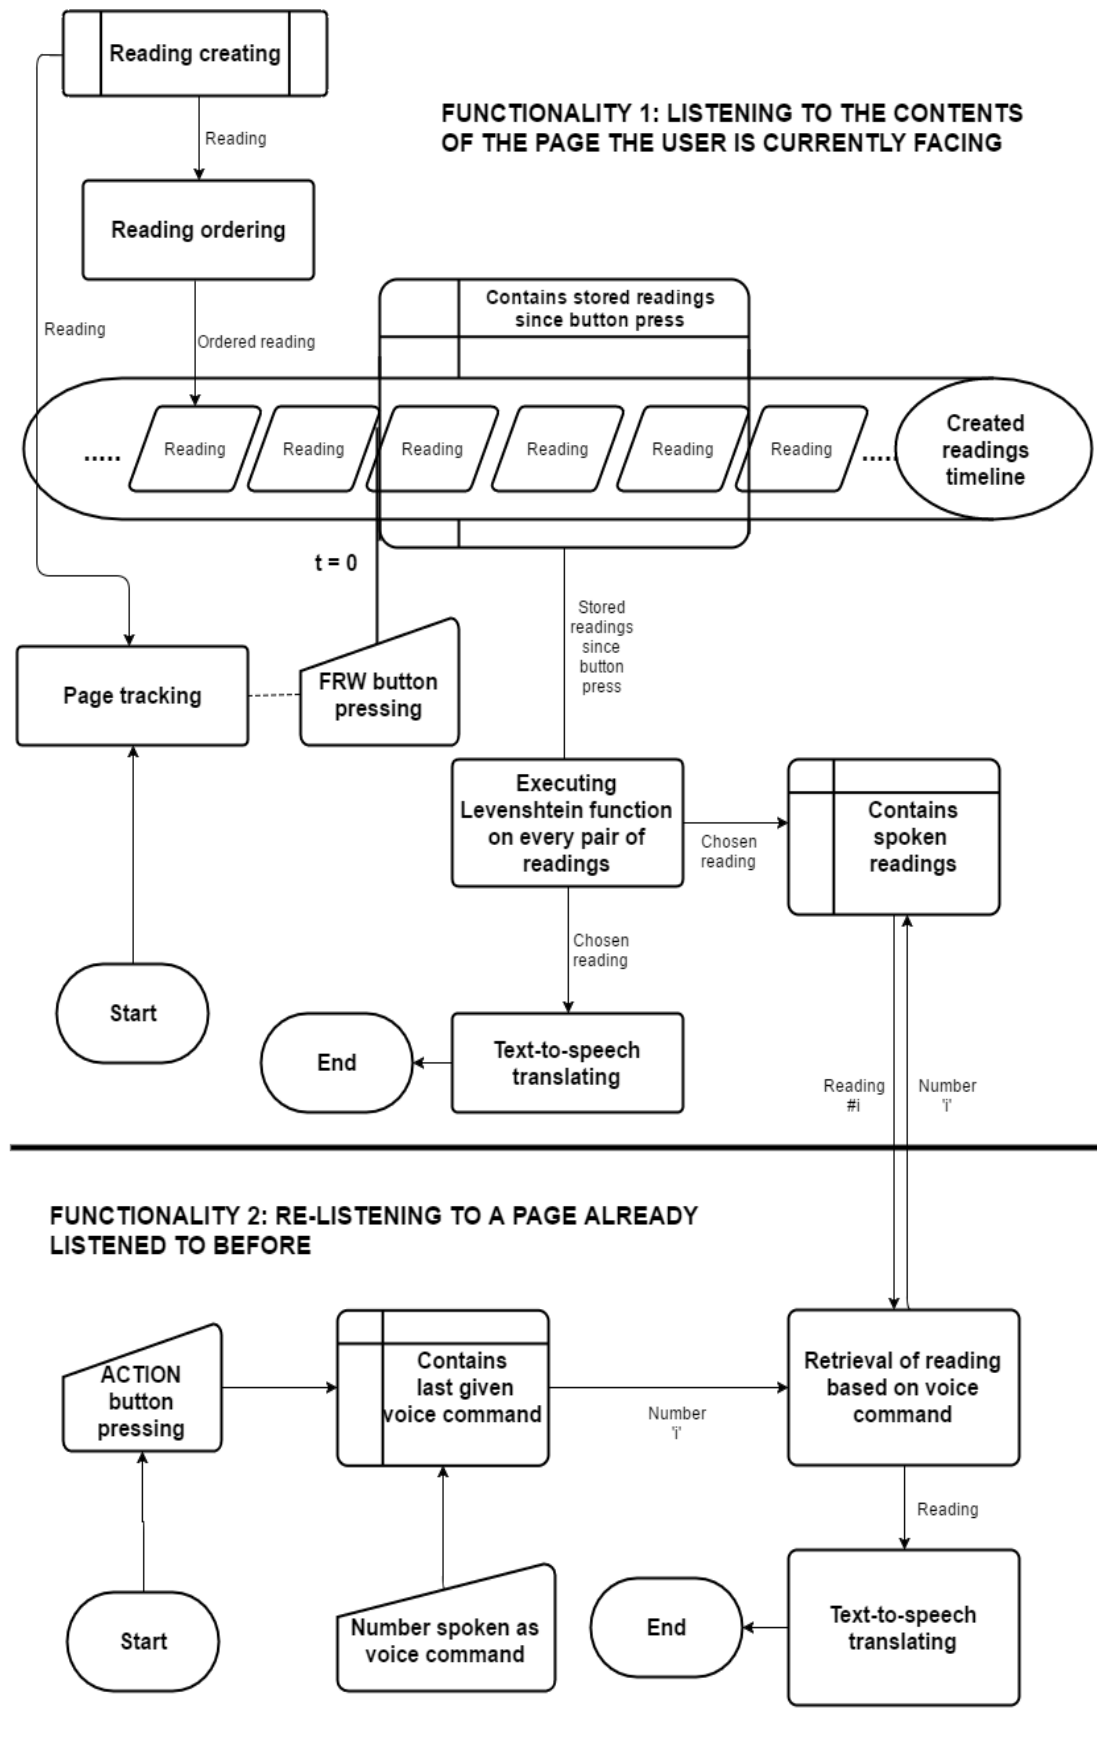 Reading creating
FUNCTIONALITY 1: LISTENING TO THE CONTENTS
OF THE PAGE THE USER IS CURRENTLY FACING
Reading
Reading ordering
Contains stored readings
since button press
Reading
Ordered reading
.....
Reading
Reading
Reading
Reading
Reading
Reading
.....
Created
readings
timeline
t = 0
Stored
readings
since
button
press
Page tracking
FRW button
pressing
Executing
Levenshtein function
on every pair of
readings
Chosen
reading
Contains
spoken
readings
Chosen
reading
Start
End
Text-to-speech
translating
Reading
#i
Number
'i'
FUNCTIONALITY 2: RE-LISTENING TO A PAGE ALREADY
LISTENED TO BEFORE
ACTION
button
pressing
Contains
last given
voice command
Number
'i'
Retrieval of reading
based on voice
command
Reading
Start
Number spoken as
voice command
End
Text-to-speech
translating